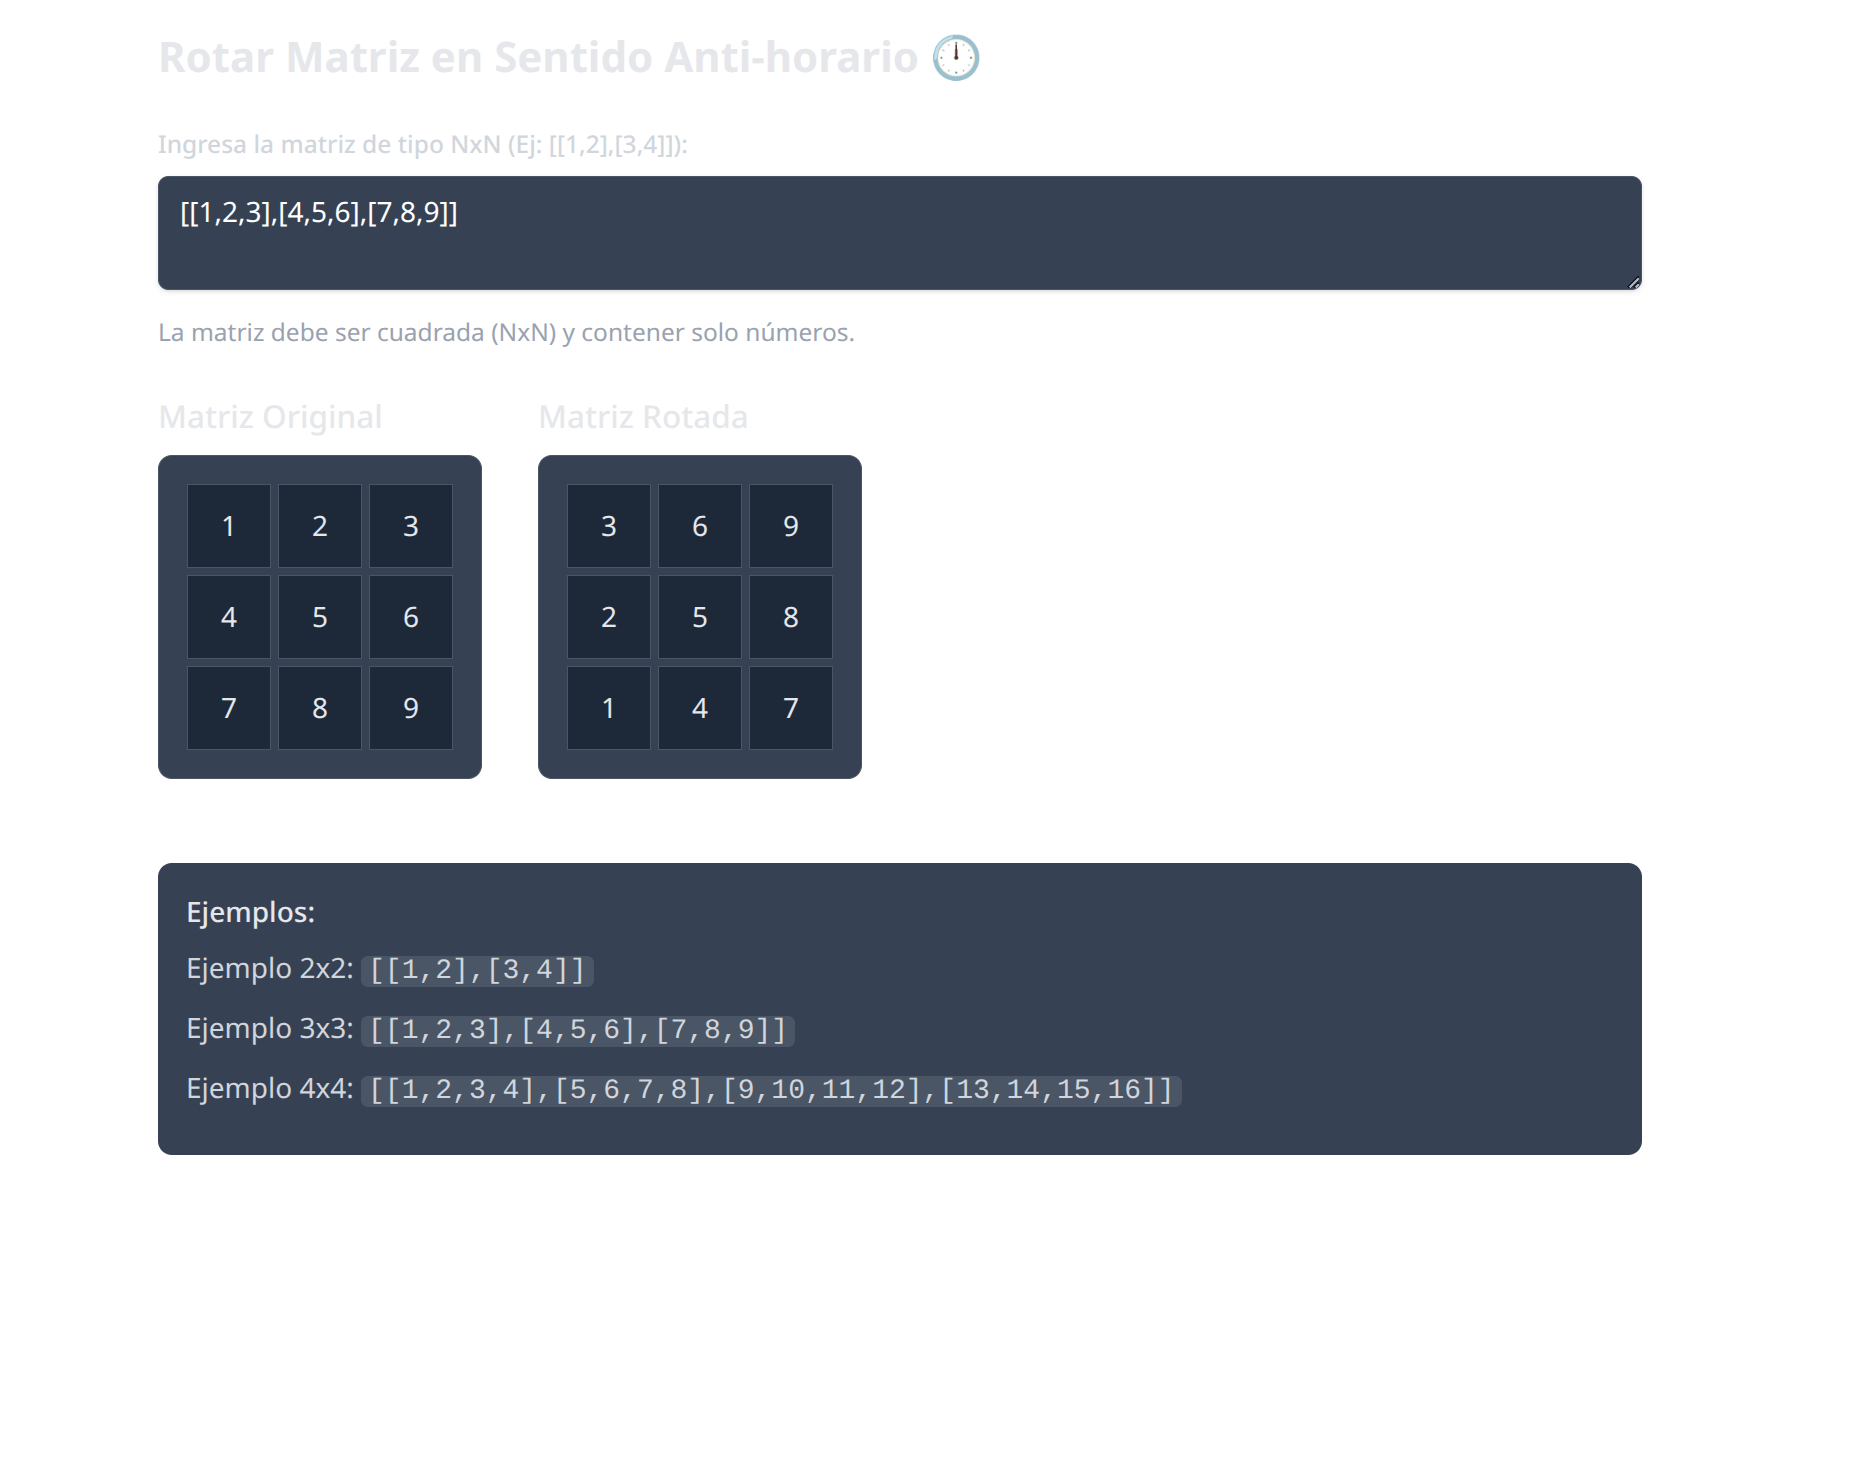 Rotar Matriz en Sentido Anti-horario 🕛
Ingresa la matriz de tipo NxN (Ej: [[1,2],[3,4]]):
[[1,2,3],[4,5,6],[7,8,9]]
La matriz debe ser cuadrada (NxN) y contener solo números.
Matriz Original
1 2 3
4 5 6
7 8 9
Matriz Rotada
3 6 9
2 5 8
1 4 7
Ejemplos:
Ejemplo 2x2: [[1,2],[3,4]]
Ejemplo 3x3: [[1,2,3],[4,5,6],[7,8,9]]
Ejemplo 4x4: [[1,2,3,4],[5,6,7,8],[9,10,11,12],[13,14,15,16]]